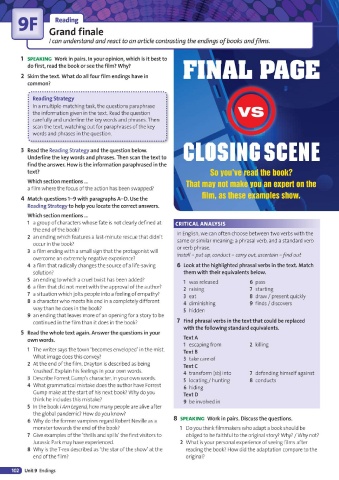 9F
Reading
Grand finale
I can understand and react to an article contrasting the endings of books and films.
1 SPEAKING Work in pairs. In your opinion, which is it best to
do first, read the book or see the film? Why?
2 Skim the text. What do all four film endings have in
common?
Reading Strategy
In a multiple matching task, the questions paraphrase
the information given in the text. Read the question
carefully and underline the key words and phrases. Then
scan the text, watching out for paraphrases of the key
words and phrases in the question.
3 Read the Reading Strategy and the question below.
Underline the key words and phrases. Then scan the text to
find the answer. How is the information paraphrased in the
text?
Which section mentions ...
a film where the focus of the action has been swapped?
4 Match questions 1–9 with paragraphs A–D. Use the
Reading Strategy to help you locate the correct answers.
Which section mentions ...
1 a group of characters whose fate is not clearly defined at
the end of the book?
2 an ending which features a last-minute rescue that didn't
occur in the book?
3 a film ending with a small sign that the protagonist will
overcome an extremely negative experience?
4 a film that radically changes the source of a life-saving
solution?
5 an ending to which a cruel twist has been added?
6 a film that did not meet with the approval of the author?
7 a situation which jolts people into a feeling of empathy?
8 a character who meets his end in a completely different
way than he does in the book?
9 an ending that leaves more of an opening for a story to be
continued in the film than it does in the book?
5 Read the whole text again. Answer the questions in your
own words.
1 The writer says the town 'becomes enveloped' in the mist.
What image does this convey?
2 At the end of the film, Drayton is described as being
'crushed'. Explain his feelings in your own words.
3 Describe Forrest Gump's character, in your own words.
4 What grammatical mistake does the author have Forrest
Gump make at the start of his next book? Why do you
think he includes this mistake?
5 In the book I Am Legend, how many people are alive after
the global pandemic? How do you know?
6 Why do the former vampires regard Robert Neville as a
monster towards the end of the book?
7 Give examples of the 'thrills and spills' the first visitors to
Jurassic Park may have experienced.
8 Why is the T-rex described as 'the star of the show' at the
end of the film?
FINAL PAGE
VS
CLOSING SCENE
So you've read the book?
That may not make you an expert on the
film, as these examples show.
CRITICAL ANALYSIS
In English, we can often choose between two verbs with the
same or similar meaning: a phrasal verb and a standard verb
or verb phrase.
install – put up, conduct – carry out, ascertain – find out
6 Look at the highlighted phrasal verbs in the text. Match
them with their equivalents below.
1 was released
2 raising
3 eat
4 diminishing
5 hidden
6 pass
7 starting
8 draw / present quickly
9 finds / discovers
7 Find phrasal verbs in the text that could be replaced
with the following standard equivalents.
Text A
1 escaping from
2 killing
Text B
3 take control
Text C
4 transform (sb) into
5 locating / hunting
6 hiding
7 defending himself against
8 conducts
Text D
9 be involved in
8 SPEAKING Work in pairs. Discuss the questions.
1 Do you think filmmakers who adapt a book should be
obliged to be faithful to the original story? Why? / Why not?
2 What is your personal experience of seeing films after
reading the book? How did the adaptation compare to the
original?
102 Unit 9 Endings